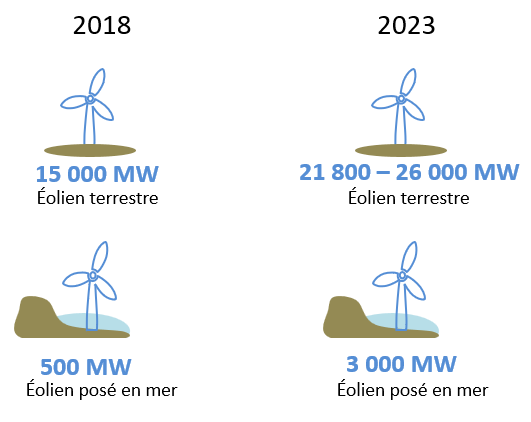 2018
2023
15 000 MW
Éolien terrestre
21 800 – 26 000 MW
Éolien terrestre
500 MW
Éolien posé en mer
3 000 MW
Éolien posé en mer